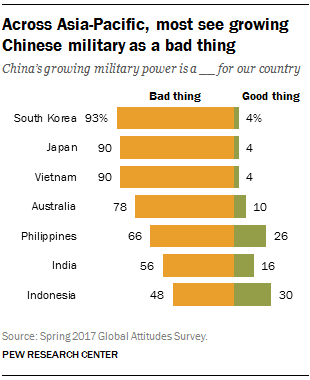 Across Asia-Pacific, most see growing
Chinese military as a bad thing
China's growing military power is a __ for our country
Bad thing Good thing
South Korea 93% 4%
Japan 90 4
Vietnam 90 4
Australia 78 10
Philippines 66 26
India 56 16
Indonesia 48 30
Source: Spring 2017 Global Attitudes Survey.
PEW RESEARCH CENTER